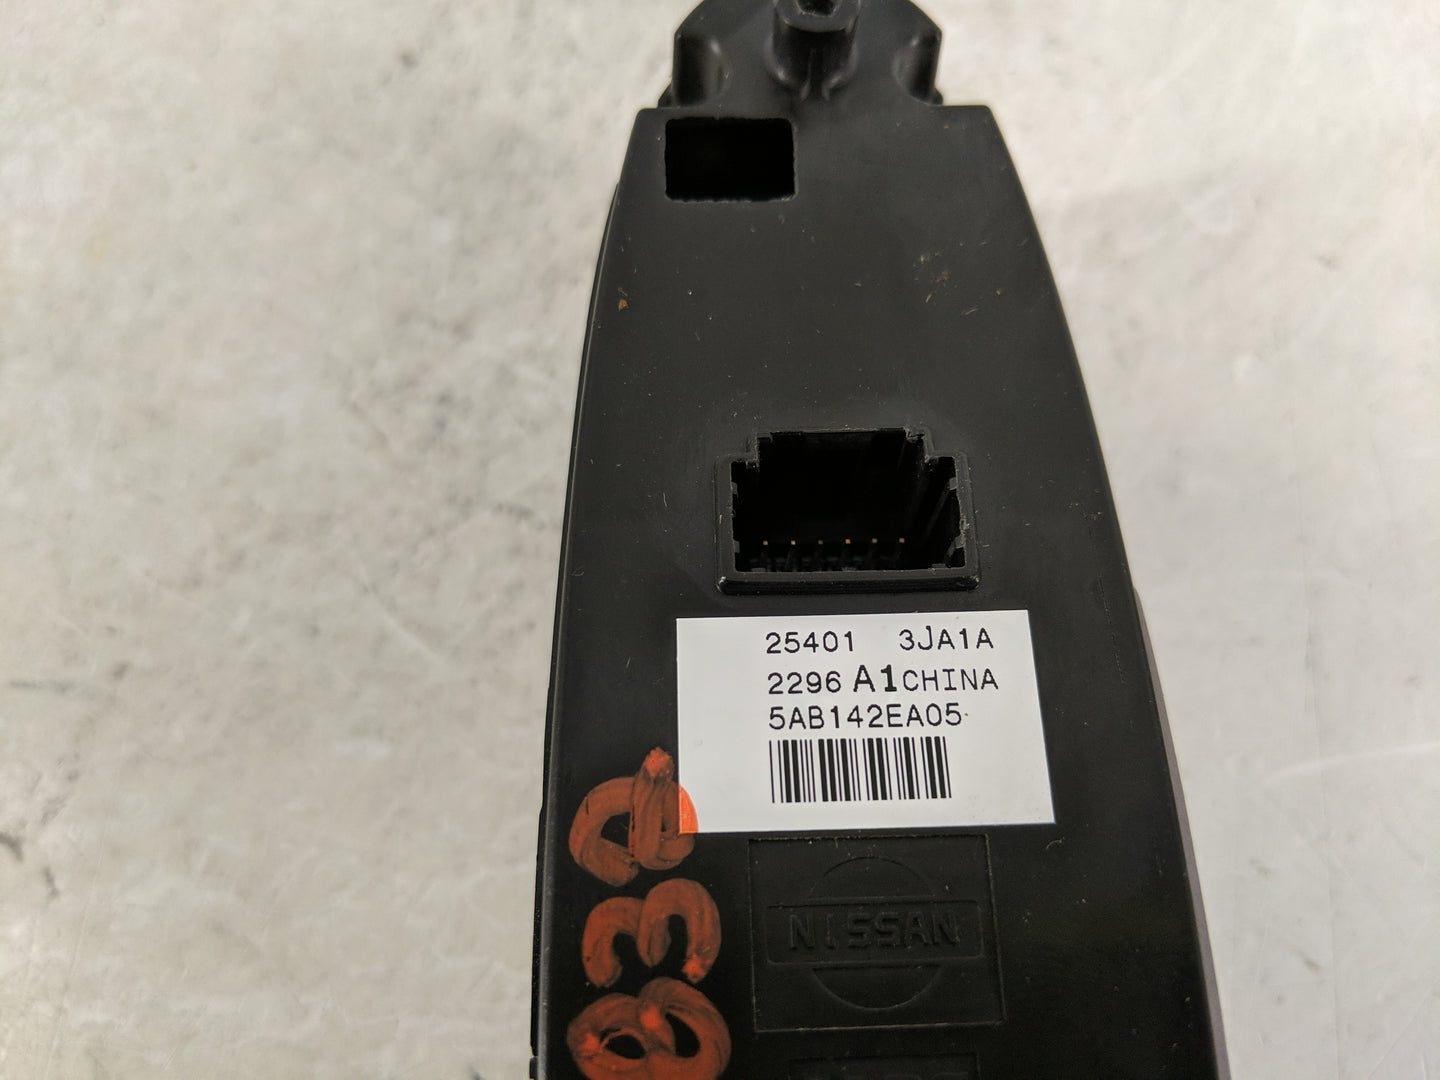 25401 3JA1A
2296 A1CHINA
5AB142EA05
NISSAN